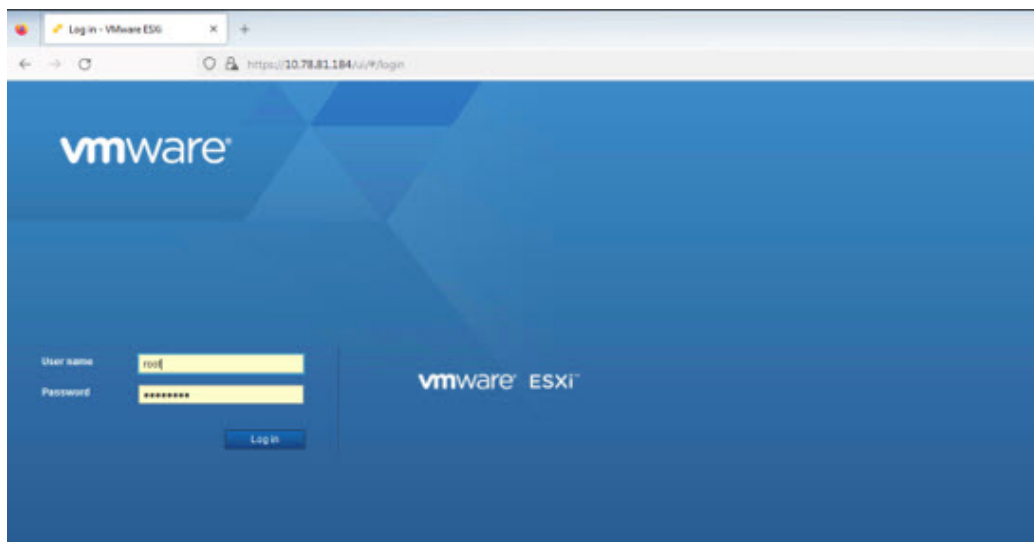 Log in - VMware ESXi
https://10.78.81.184/ui/#/login
vmware®
User name
root
Password
••••••••
Log in
vmware® ESXi™